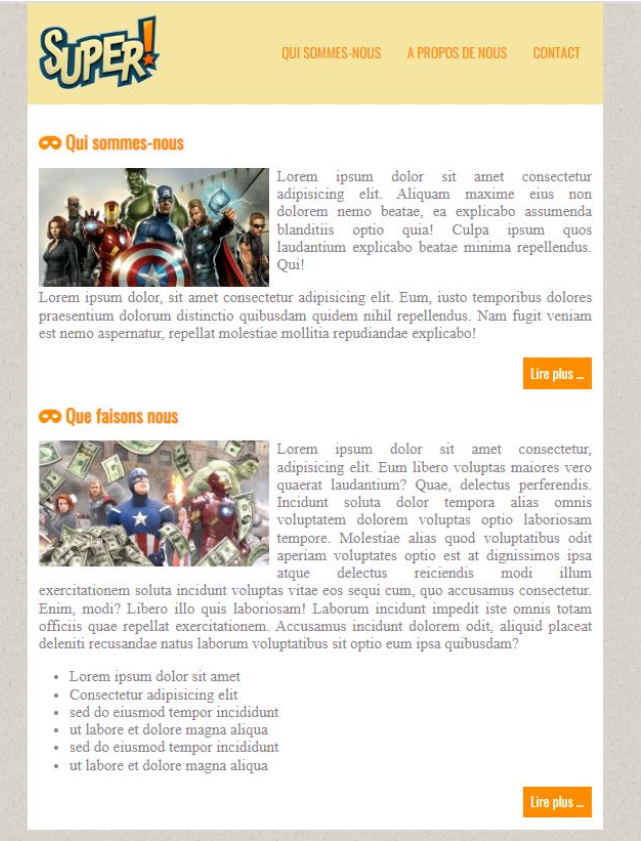 SUPER!
QUI SOMMES-NOUS A PROPOS DE NOUS CONTACT
Qui sommes-nous
Lorem ipsum dolor sit amet consectetur
adipisicing elit. Aliquam maxime eius non
dolorem nemo beatae, ea explicabo assumenda
blanditiis optio quia! Culpa ipsum quos
laudantium explicabo beatae minima repellendus.
Qui!
Lorem ipsum dolor, sit amet consectetur adipisicing elit. Eum, iusto temporibus dolores
praesentium dolorum distinctio quibusdam quidem nihil repellendus. Nam fugit veniam
est nemo aspernatur, repellat molestiae mollitia repudiandae explicabo!
Lire plus ...
Que faisons nous
Lorem ipsum dolor sit amet consectetur,
adipisicing elit. Eum libero voluptas maiores vero
quaerat laudantium? Quae, delectus perferendis.
Incidunt soluta dolor tempora alias omnis
voluptatem dolorem voluptas optio laboriosam
tempore. Molestiae alias quod voluptatibus odit
aperiam voluptates optio est at dignissimos ipsa
atque delectus reiciendis modi illum
exercitationem soluta incidunt voluptas vitae eos sequi cum, quo accusamus consectetur.
Enim, modi? Libero illo quis laboriosam! Laborum incidunt impedit iste omnis totam
officiis quae repellat exercitationem. Accusamus incidunt dolorem odit, aliquid placeat
deleniti recusandae natus laborum voluptatibus sit optio eum ipsa quibusdam?
Lorem ipsum dolor sit amet
Consectetur adipisicing elit
sed do eiusmod tempor incididunt
ut labore et dolore magna aliqua
sed do eiusmod tempor incididunt
ut labore et dolore magna aliqua
Lire plus ...